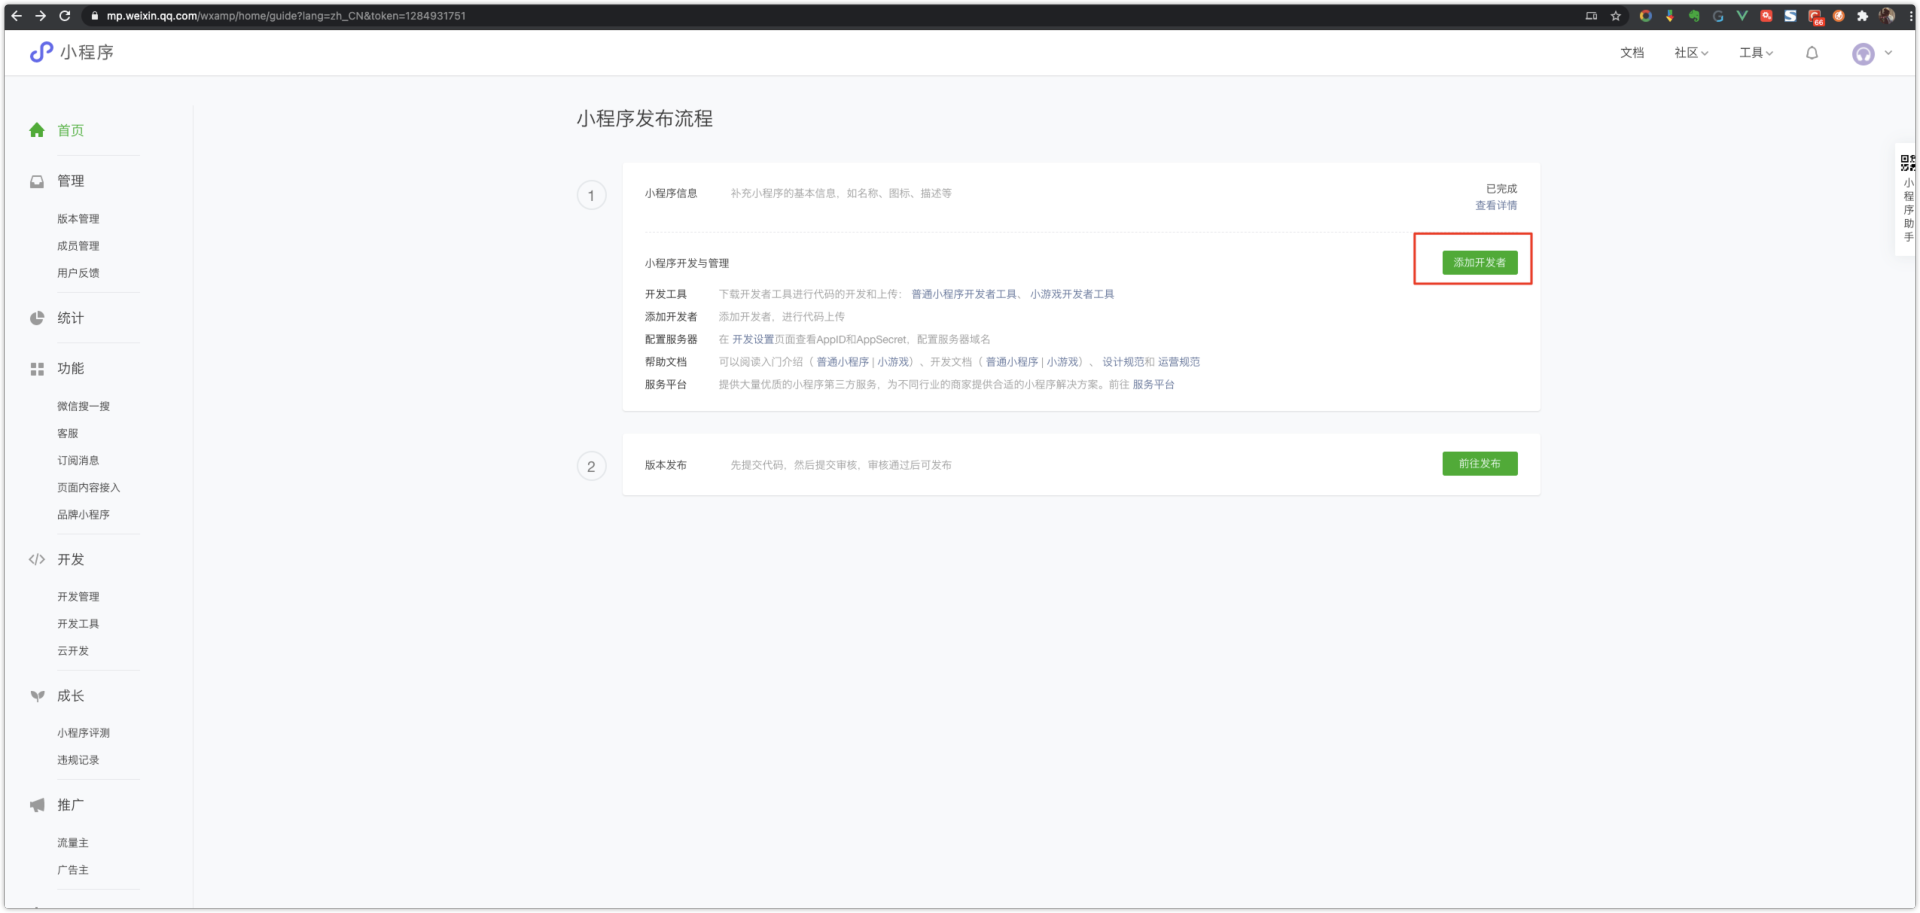 mp.weixin.qq.com/wxamp/home/guide?lang=zh_CN&token=1284931751
66
小程序
文档
社区
工具
首页
管理
版本管理
成员管理
用户反馈
统计
功能
微信搜一搜
客服
订阅消息
页面内容接入
品牌小程序
开发
开发管理
开发工具
云开发
成长
小程序评测
违规记录
推广
流量主
广告主
小程序发布流程
1
小程序信息 补充小程序的基本信息，如名称、图标、描述等
已完成
查看详情
小程序开发与管理
添加开发者
开发工具 下载开发者工具进行代码的开发和上传： 普通小程序开发者工具、 小游戏开发者工具
添加开发者 添加开发者，进行代码上传
配置服务器 在 开发设置页面查看AppID和AppSecret，配置服务器域名
帮助文档 可以阅读入门介绍（ 普通小程序 | 小游戏）、开发文档（ 普通小程序 | 小游戏）、 设计规范和 运营规范
服务平台 提供大量优质的小程序第三方服务，为不同行业的商家提供合适的小程序解决方案。前往 服务平台
2
版本发布 先提交代码，然后提交审核，审核通过后可发布
前往发布
小
程
序
助
手